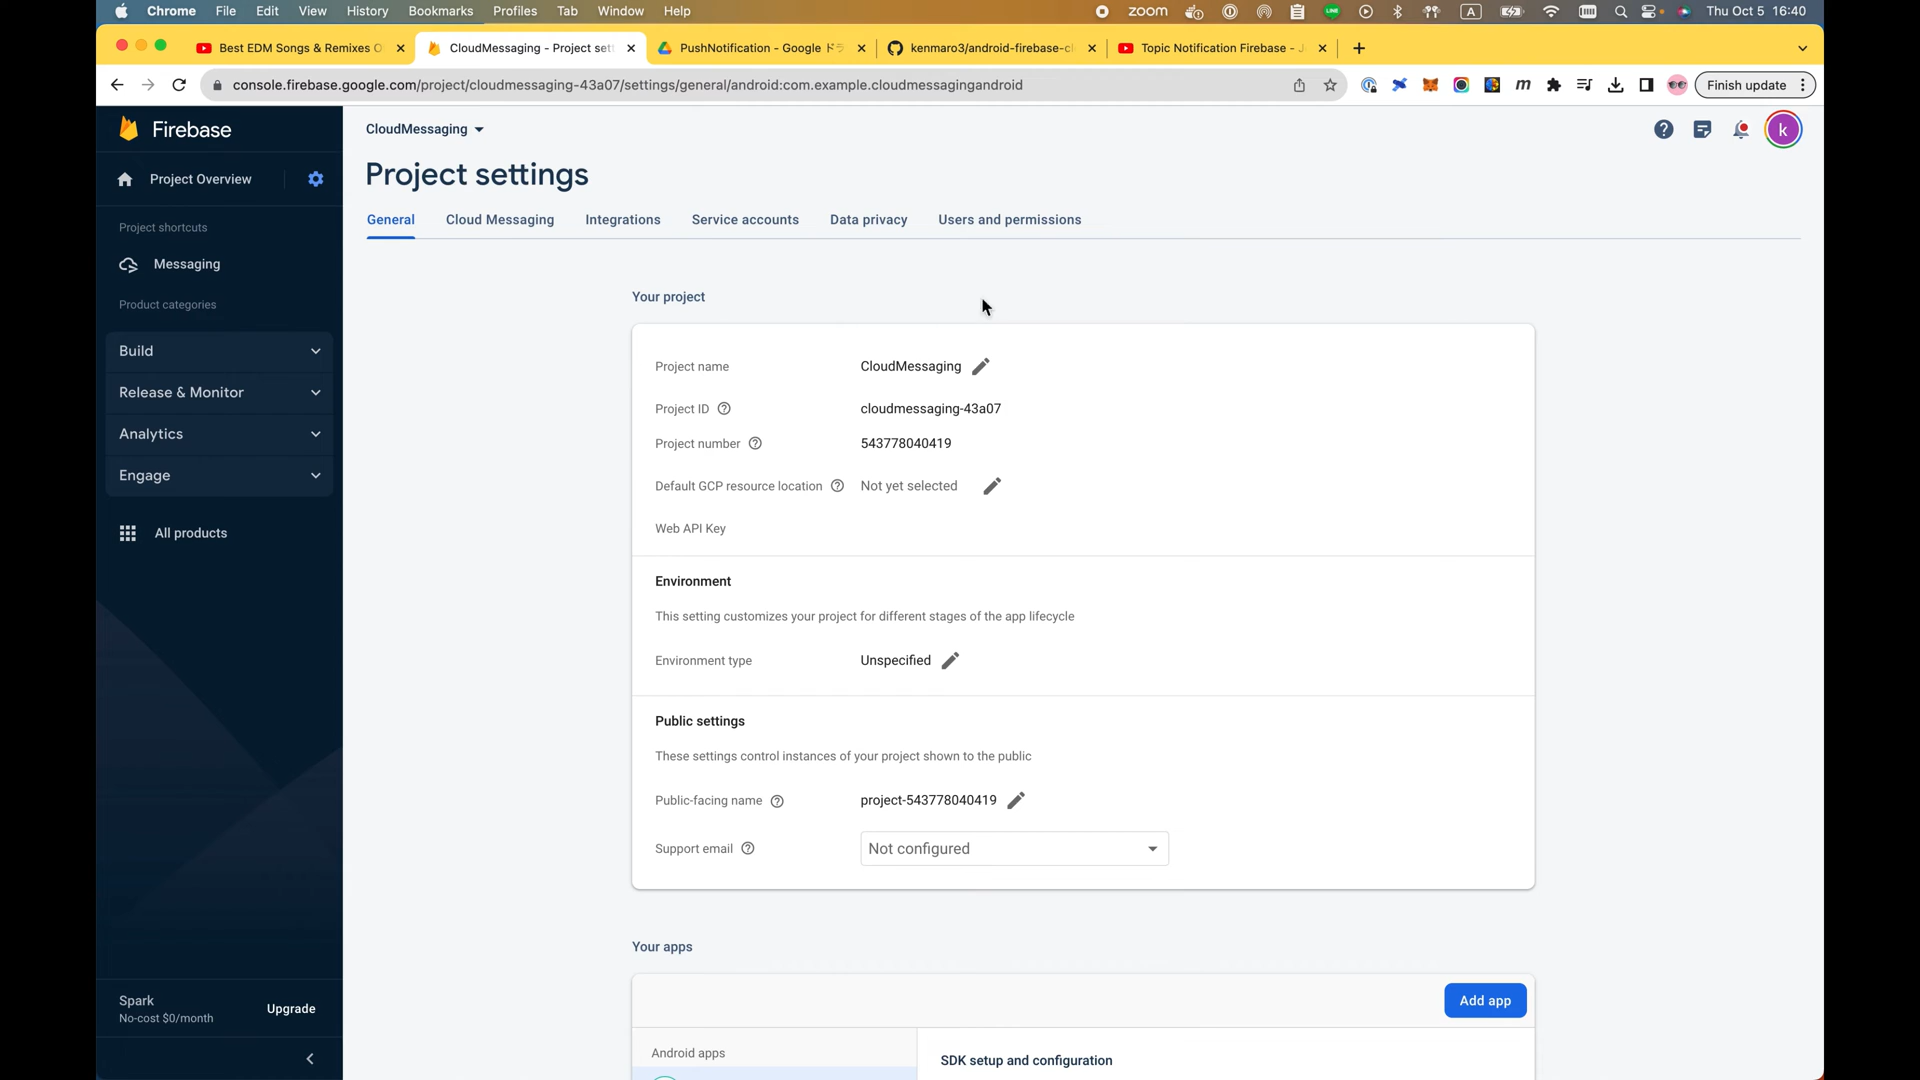 Chrome File Edit View History Bookmarks Profiles Tab Window Help zoom A Thu Oct 5 16:40
Best EDM Songs & Remixes O
CloudMessaging - Project set
PushNotification - Google ドラ
kenmaro3/android-firebase-cl
Topic Notification Firebase - J
console.firebase.google.com/project/cloudmessaging-43a07/settings/general/android:com.example.cloudmessagingandroid
m
Finish update
Firebase
CloudMessaging
k
Project Overview
Project settings
General Cloud Messaging Integrations Service accounts Data privacy Users and permissions
Project shortcuts
Messaging
Product categories
Build
Release & Monitor
Analytics
Engage
All products
Spark
No-cost $0/month
Upgrade
Your project
Project name CloudMessaging
Project ID cloudmessaging-43a07
Project number 543778040419
Default GCP resource location Not yet selected
Web API Key
Environment
This setting customizes your project for different stages of the app lifecycle
Environment type Unspecified
Public settings
These settings control instances of your project shown to the public
Public-facing name project-543778040419
Support email Not configured
Your apps
Add app
Android apps
SDK setup and configuration